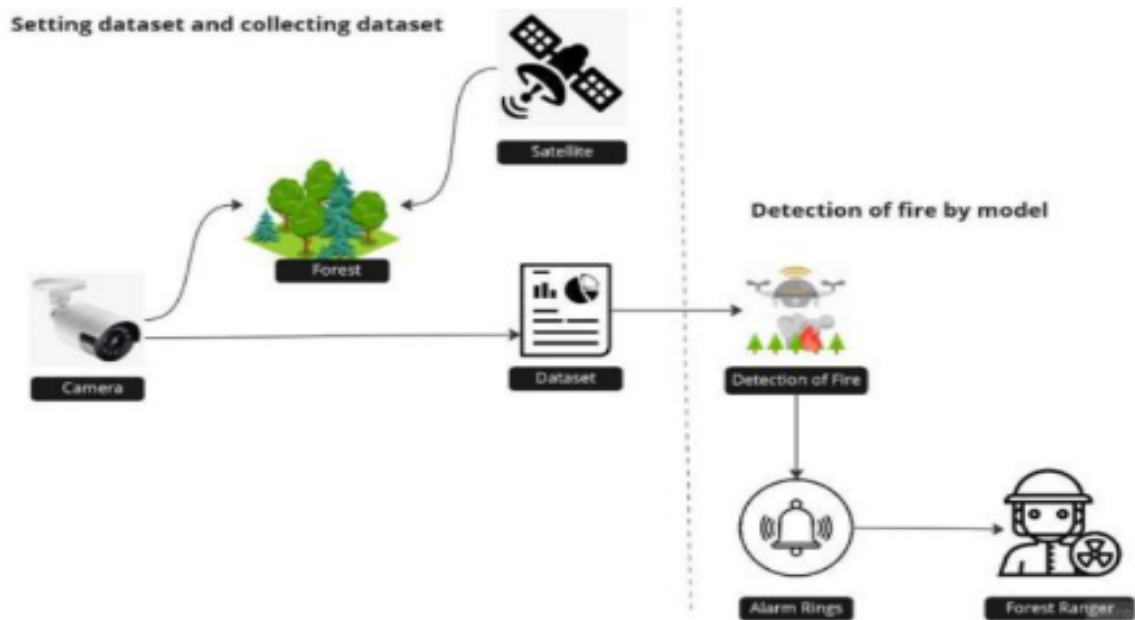 Setting dataset and collecting dataset
Satellite
Forest
Detection of fire by model
Camera
Dataset
Detection of Fire
Alarm Rings
Forest Ranger